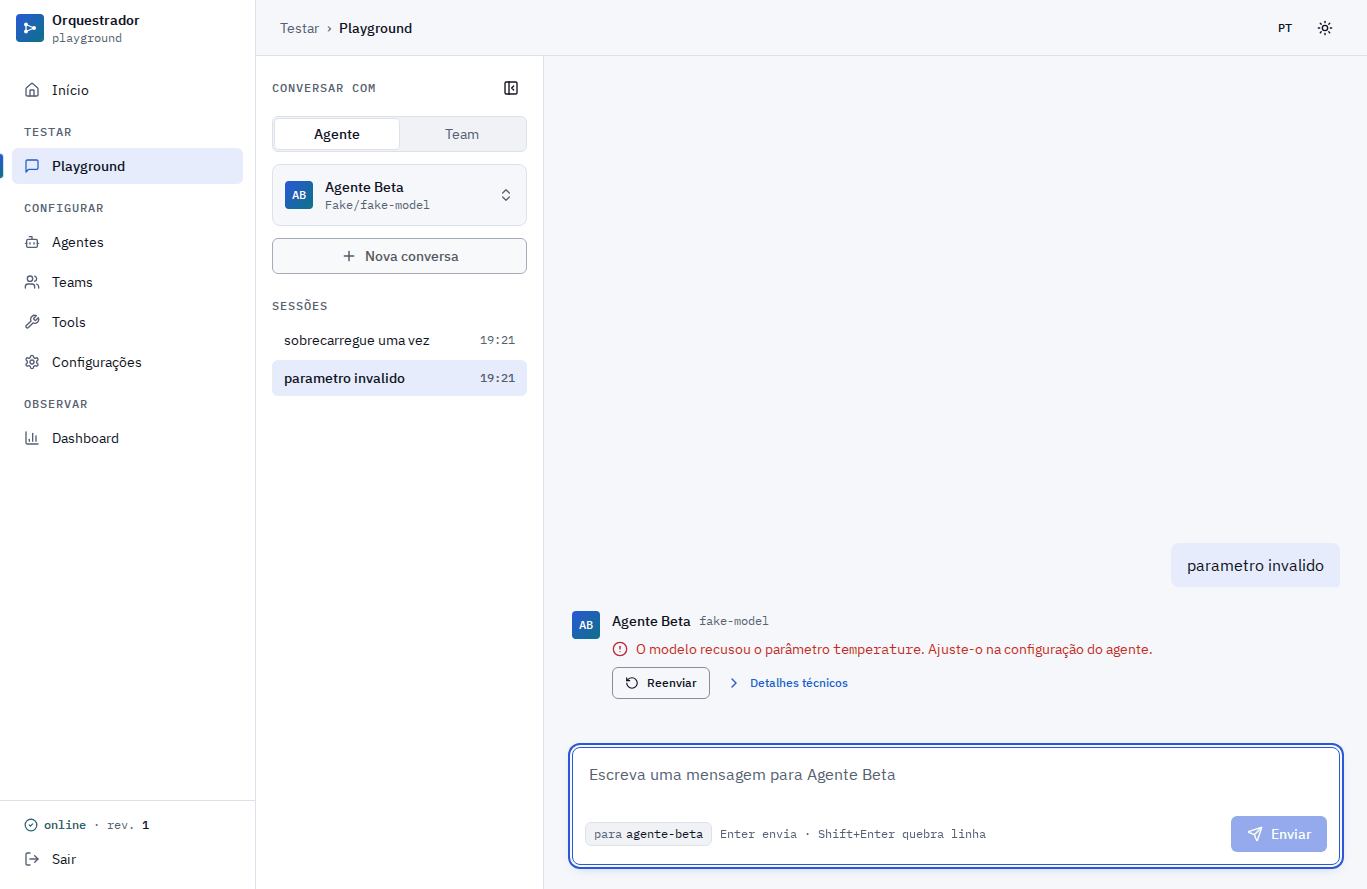 Orquestrador
playground
Início
TESTAR
Playground
CONFIGURAR
Agentes
Teams
Tools
Configurações
OBSERVAR
Dashboard
online · rev. 1
Sair
Testar › Playground
PT
CONVERSAR COM
Agente Team
AB
Agente Beta
Fake/fake-model
Nova conversa
SESSÕES
sobrecarregue uma vez 19:21
parametro invalido 19:21
parametro invalido
AB
Agente Beta fake-model
O modelo recusou o parâmetro temperature. Ajuste-o na configuração do agente.
Reenviar Detalhes técnicos
Escreva uma mensagem para Agente Beta
para agente-beta Enter envia · Shift+Enter quebra linha
Enviar